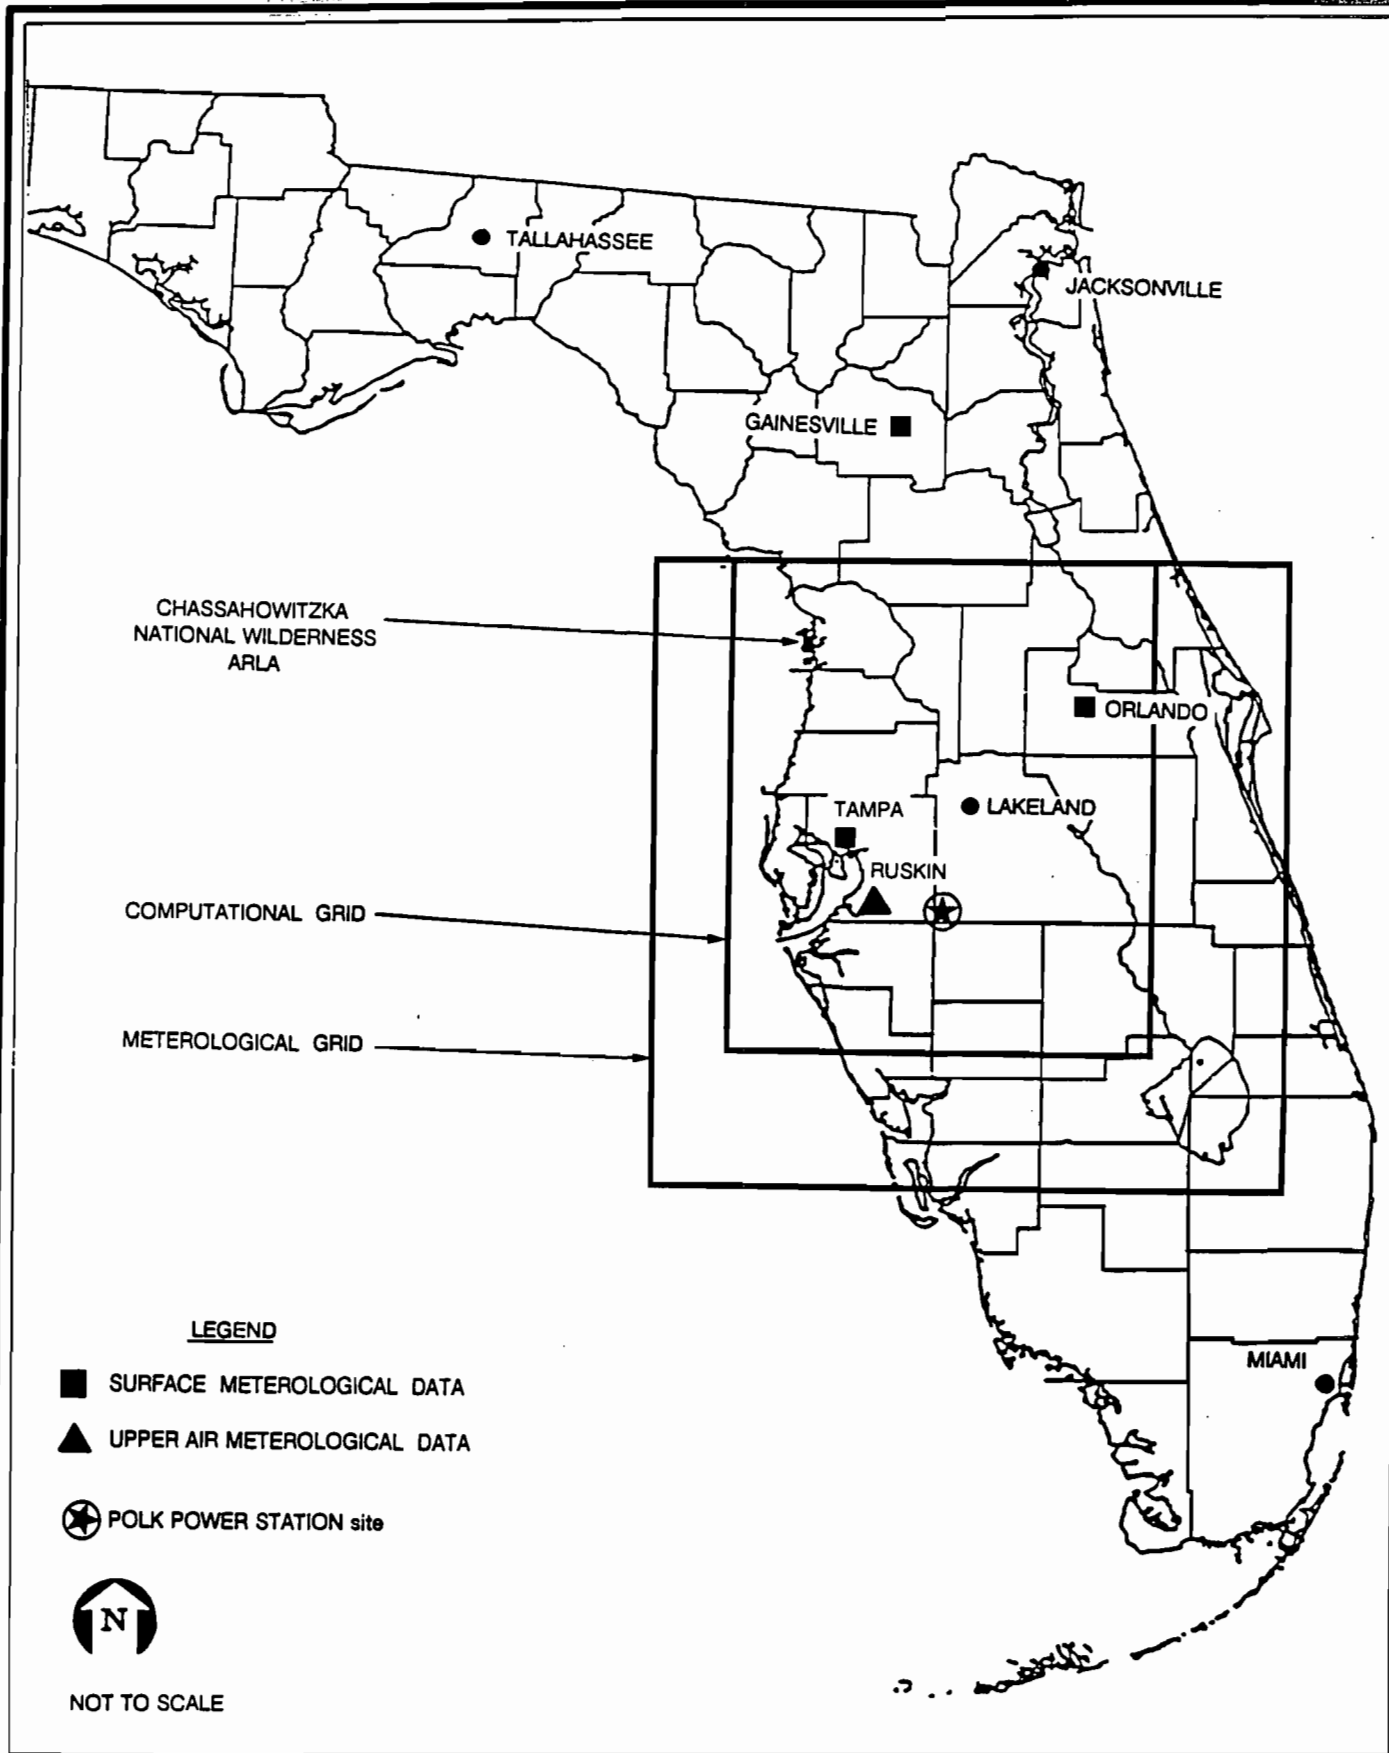 TALLAHASSEE
JACKSONVILLE
GAINESVILLE
CHASSAHOWITZKA
NATIONAL WILDERNESS
ARLA
ORLANDO
TAMPA
LAKELAND
RUSKIN
COMPUTATIONAL GRID
METEROLOGICAL GRID
LEGEND
SURFACE METEROLOGICAL DATA
MIAMI
UPPER AIR METEROLOGICAL DATA
POLK POWER STATION site
N
NOT TO SCALE